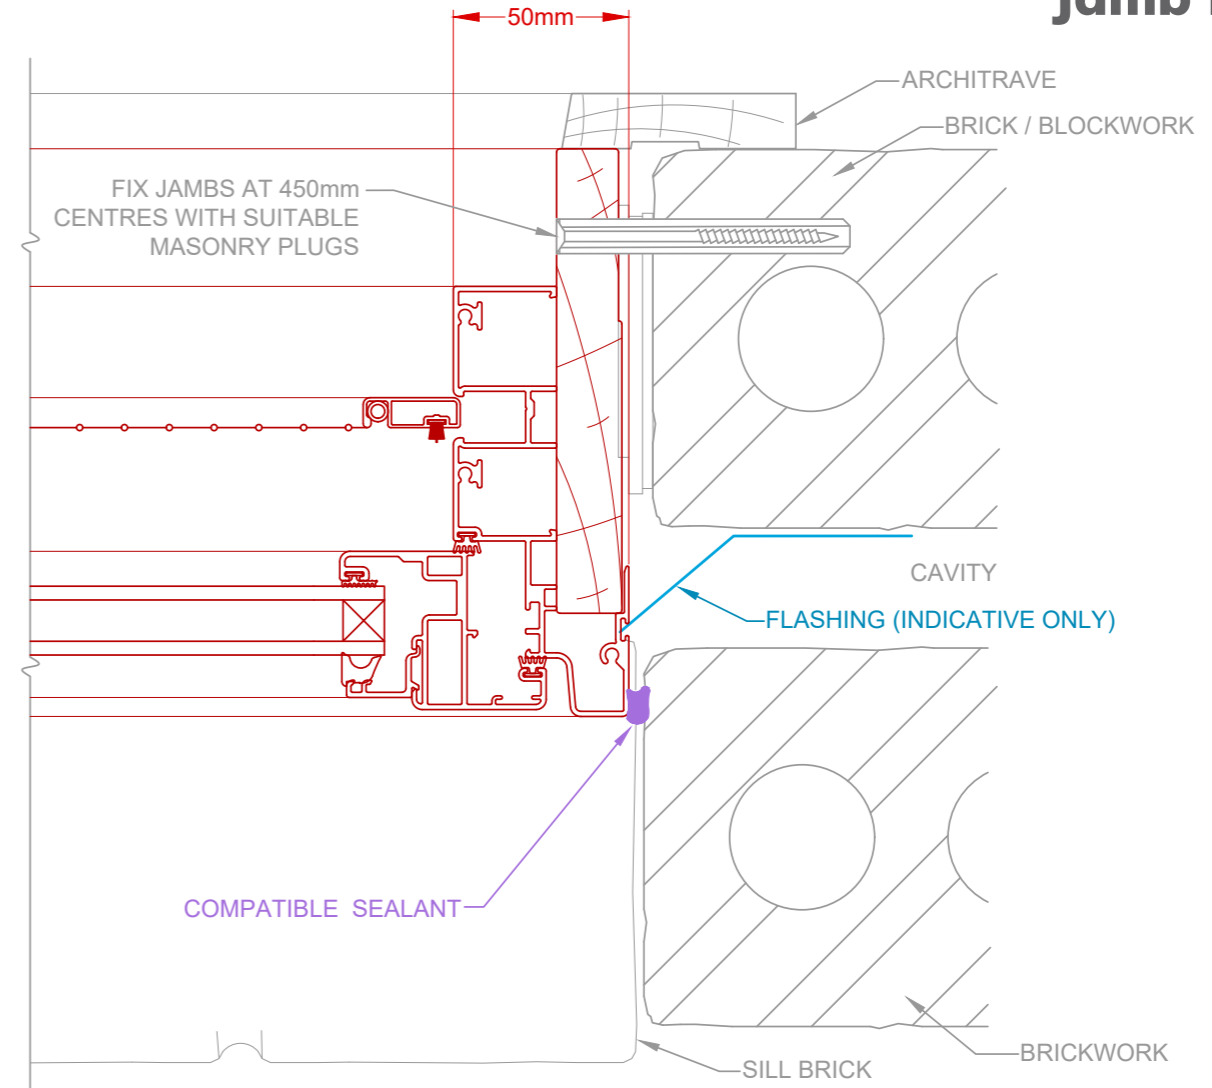 Jamb
50mm
ARCHITRAVE
BRICK / BLOCKWORK
FIX JAMBS AT 450mm
CENTRES WITH SUITABLE
MASONRY PLUGS
CAVITY
FLASHING (INDICATIVE ONLY)
COMPATIBLE SEALANT
BRICKWORK
SILL BRICK